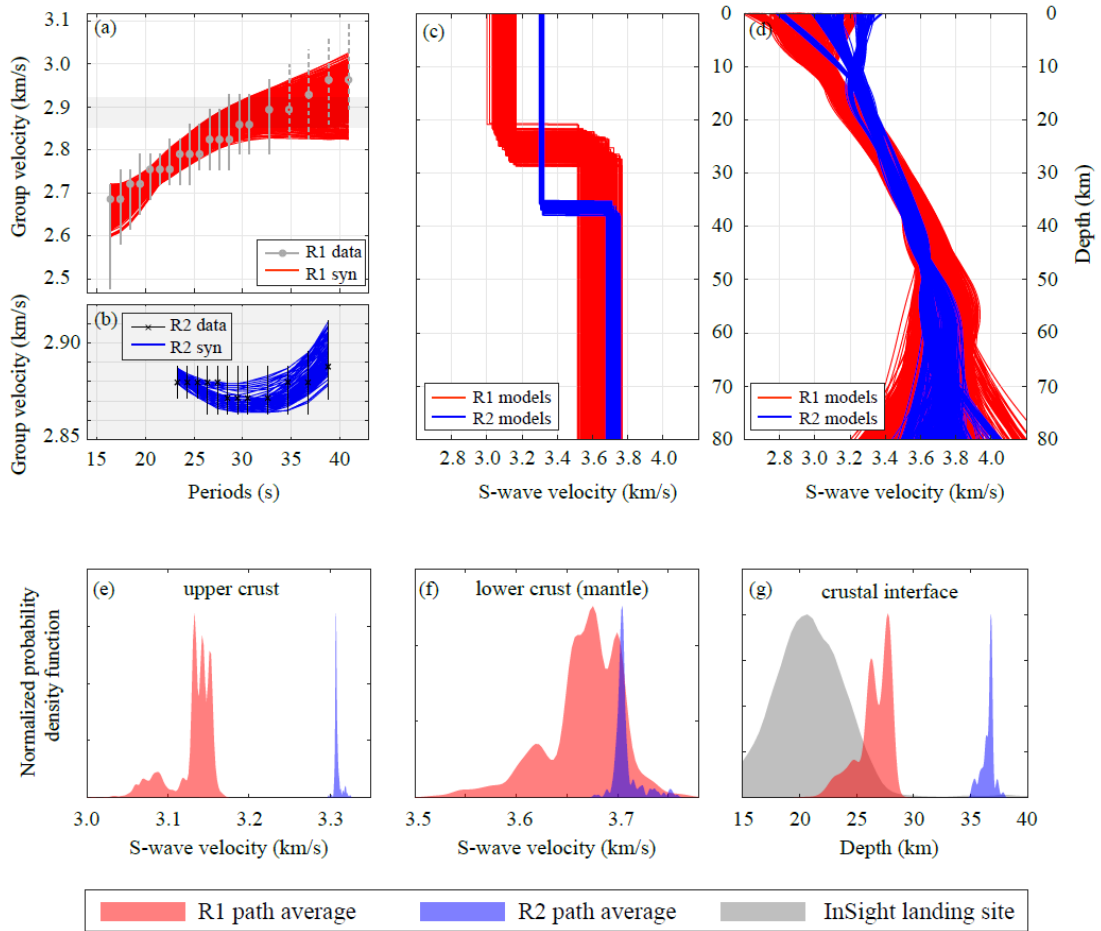 (a)
Group velocity (km/s)
3.1
3.0
2.9
2.8
2.7
2.6
2.5
R1 data
R1 syn
(b)
Group velocity (km/s)
2.90
2.85
R2 data
R2 syn
15 20 25 30 35 40
Periods (s)
(c)
R1 models
R2 models
2.8 3.0 3.2 3.4 3.6 3.8 4.0
S-wave velocity (km/s)
(d)
0 0
10 10
20 20
30 30
40 40
50 50
60 60
70 70
80 80
Depth (km)
R1 models
R2 models
2.8 3.0 3.2 3.4 3.6 3.8 4.0
S-wave velocity (km/s)
Normalized probability
density function
(e) upper crust
3.0 3.1 3.2 3.3
S-wave velocity (km/s)
(f) lower crust (mantle)
3.5 3.6 3.7
S-wave velocity (km/s)
(g) crustal interface
15 20 25 30 35 40
Depth (km)
R1 path average R2 path average InSight landing site